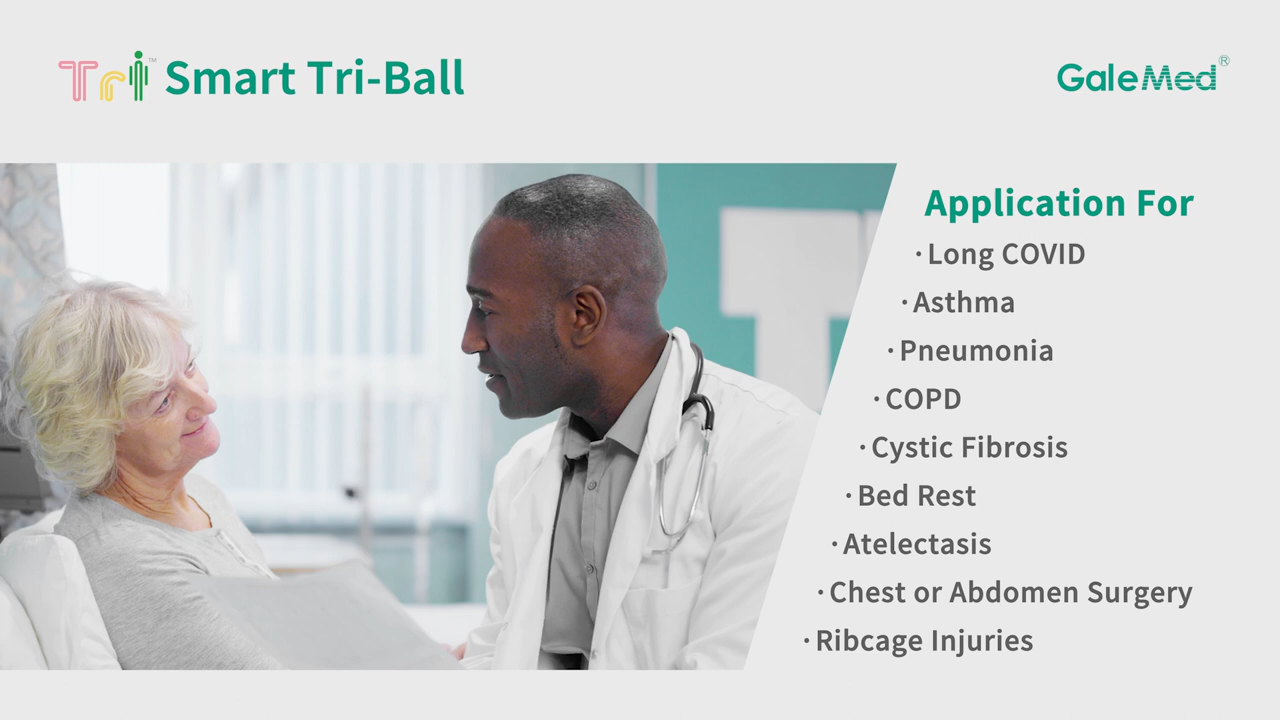 Tri™ Smart Tri-Ball
GaleMed®
Application For
·Long COVID
·Asthma
·Pneumonia
·COPD
·Cystic Fibrosis
·Bed Rest
·Atelectasis
·Chest or Abdomen Surgery
·Ribcage Injuries